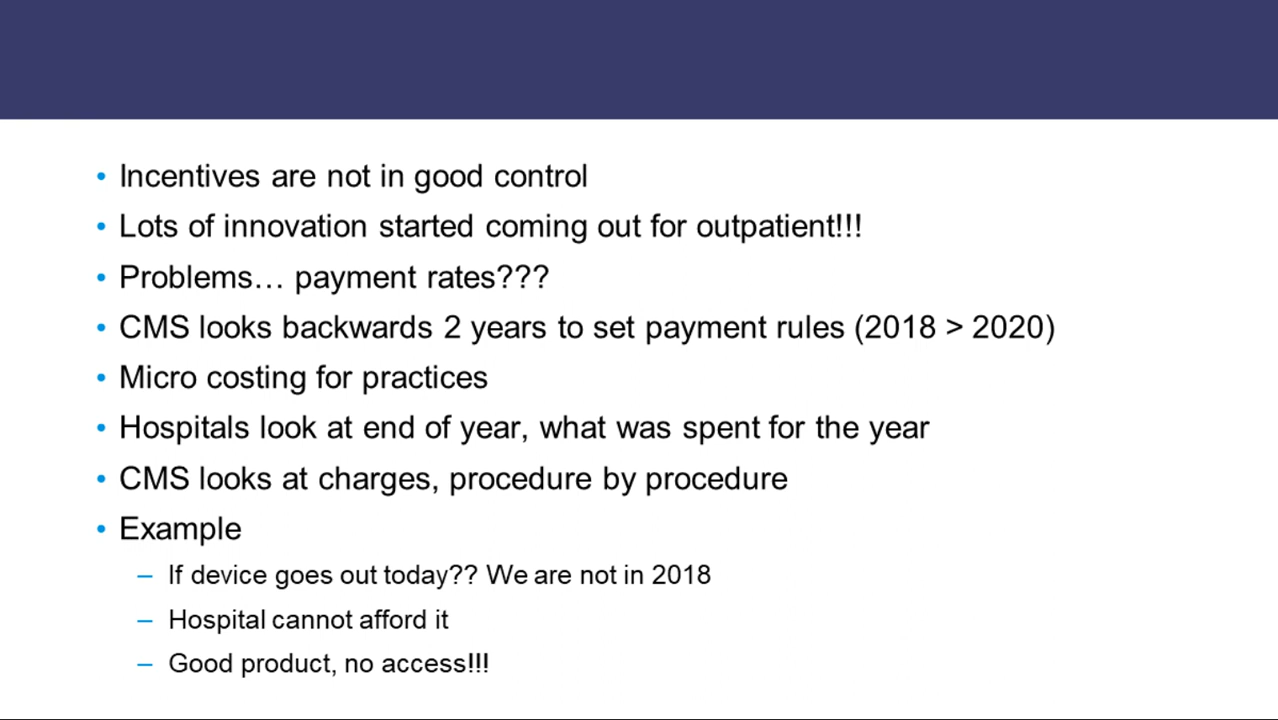 • Incentives are not in good control
• Lots of innovation started coming out for outpatient!!!
• Problems… payment rates???
• CMS looks backwards 2 years to set payment rules (2018 > 2020)
• Micro costing for practices
• Hospitals look at end of year, what was spent for the year
• CMS looks at charges, procedure by procedure
• Example
– If device goes out today?? We are not in 2018
– Hospital cannot afford it
– Good product, no access!!!